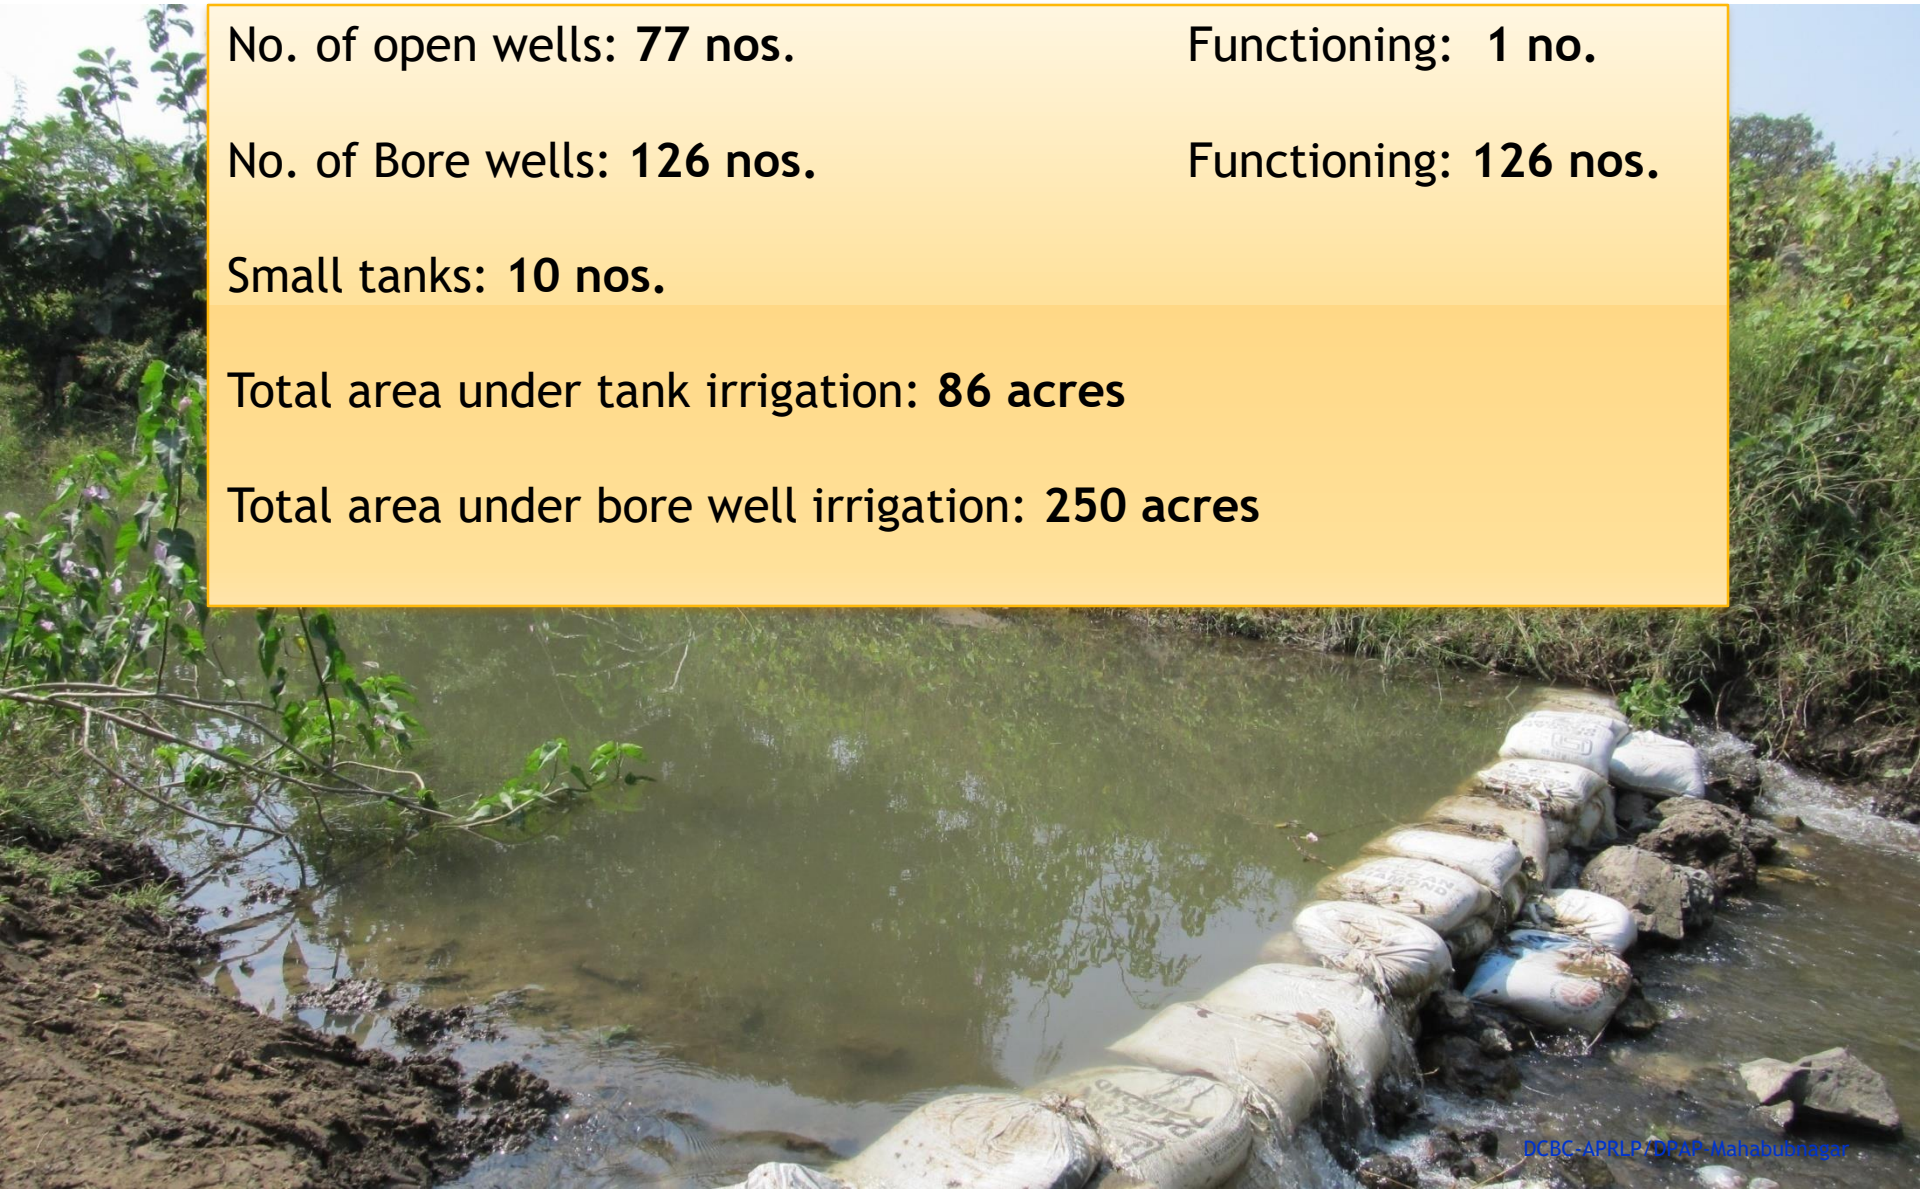 No. of open wells: 77 nos. Functioning: 1 no.
No. of Bore wells: 126 nos. Functioning: 126 nos.
Small tanks: 10 nos.
Total area under tank irrigation: 86 acres
Total area under bore well irrigation: 250 acres
DCBC-APRLP/DPAP-Mahabubnagar